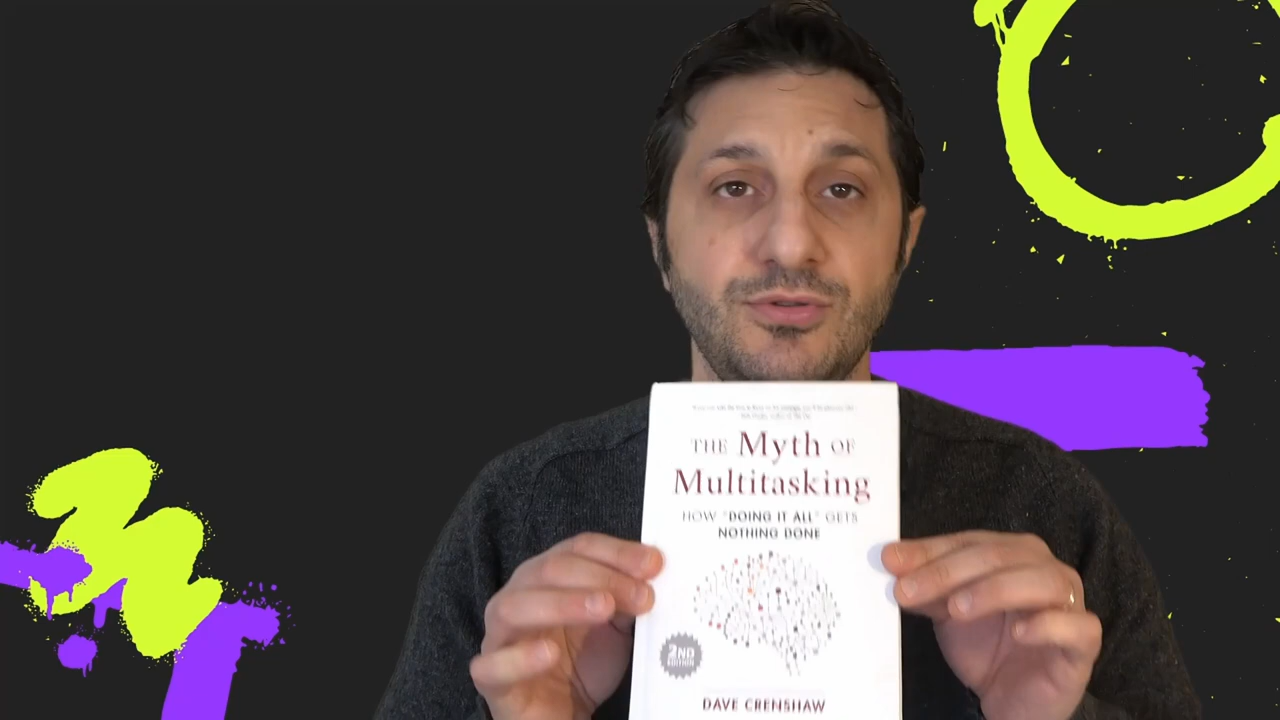 THE Myth OF
Multitasking
HOW "DOING IT ALL" GETS
NOTHING DONE
2ND
EDITION
DAVE CRENSHAW